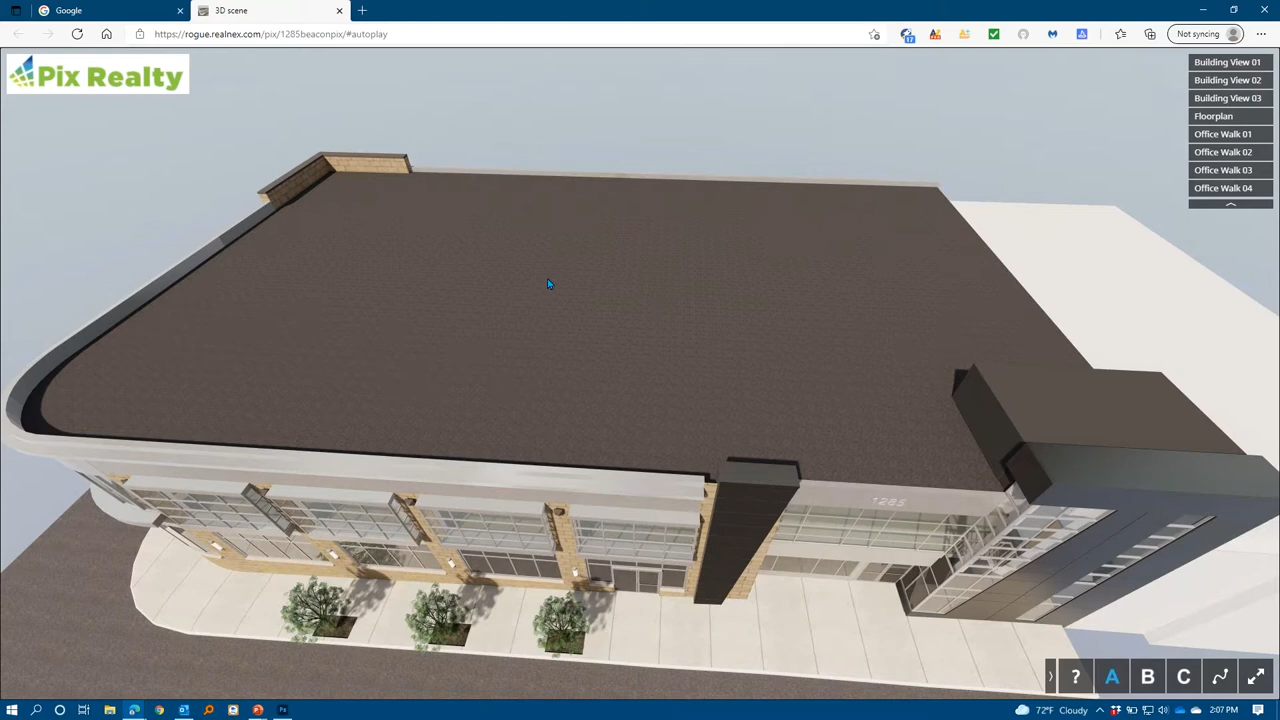 Google
3D scene
https://rogue.realnex.com/pix/1285beaconpix/#autoplay
17
Not syncing
Pix Realty
Building View 01
Building View 02
Building View 03
Floorplan
Office Walk 01
Office Walk 02
Office Walk 03
Office Walk 04
1285
? A B C
72°F Cloudy
2:07 PM